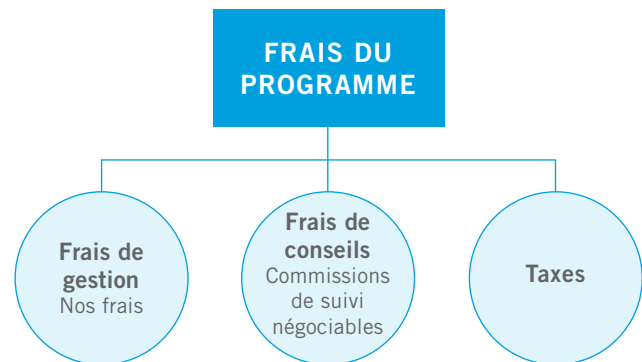 FRAIS DU
PROGRAMME
Frais de
gestion
Nos frais
Frais de
conseils
Commissions
de suivi
négociables
Taxes